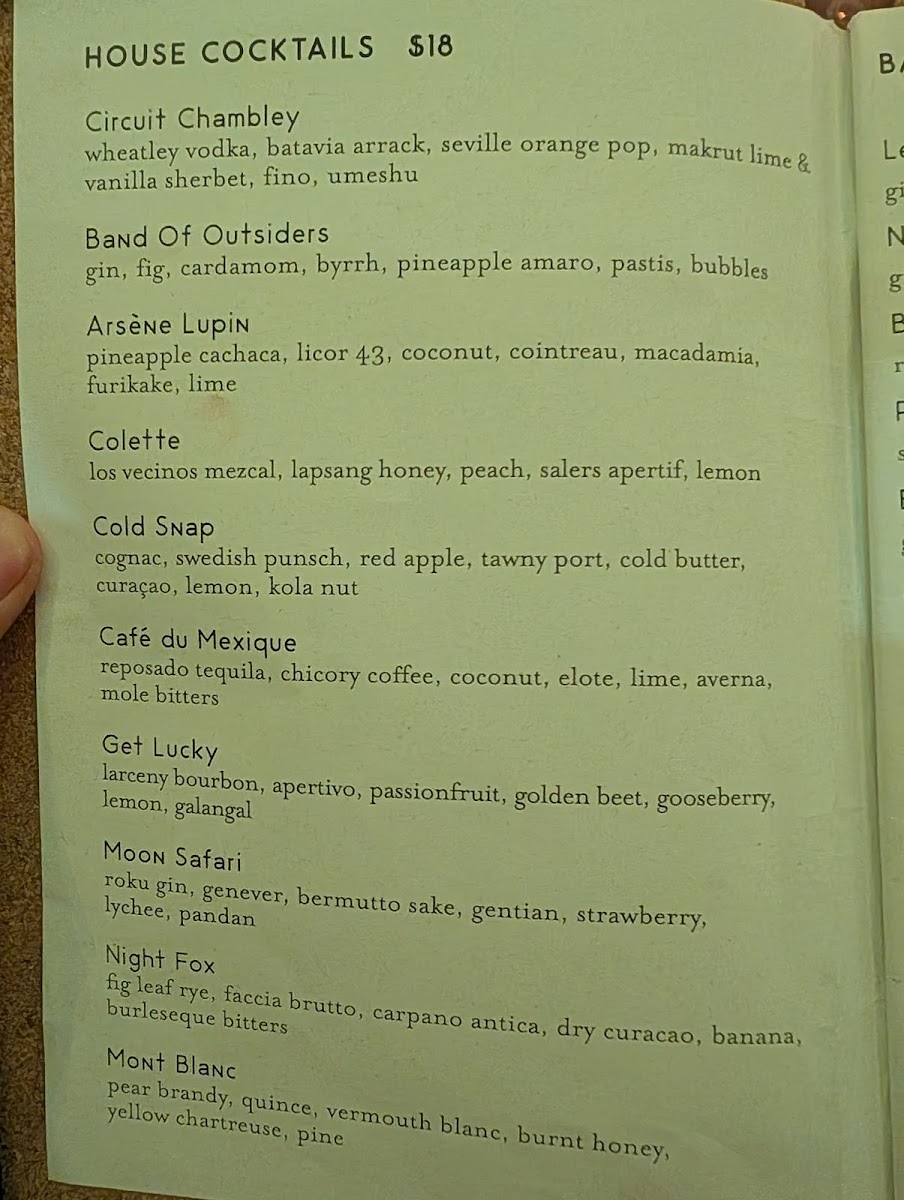 HOUSE COCKTAILS $18
Circuit Chambley
wheatley vodka, batavia arrack, seville orange pop, makrut lime &
vanilla sherbet, fino, umeshu
Band Of Outsiders
gin, fig, cardamom, byrrh, pineapple amaro, pastis, bubbles
Arsène Lupin
pineapple cachaca, licor 43, coconut, cointreau, macadamia,
furikake, lime
Colette
los vecinos mezcal, lapsang honey, peach, salers apertif, lemon
Cold Snap
cognac, swedish punsch, red apple, tawny port, cold butter,
curaçao, lemon, kola nut
Café du Mexique
reposado tequila, chicory coffee, coconut, elote, lime, averna,
mole bitters
Get Lucky
larceny bourbon, apertivo, passionfruit, golden beet, gooseberry,
lemon, galangal
Moon Safari
roku gin, genever, bermutto sake, gentian, strawberry,
lychee, pandan
Night Fox
fig leaf rye, faccia brutto, carpano antica, dry curacao, banana,
burleseque bitters
Mont Blanc
pear brandy, quince, vermouth blanc, burnt honey,
yellow chartreuse, pine